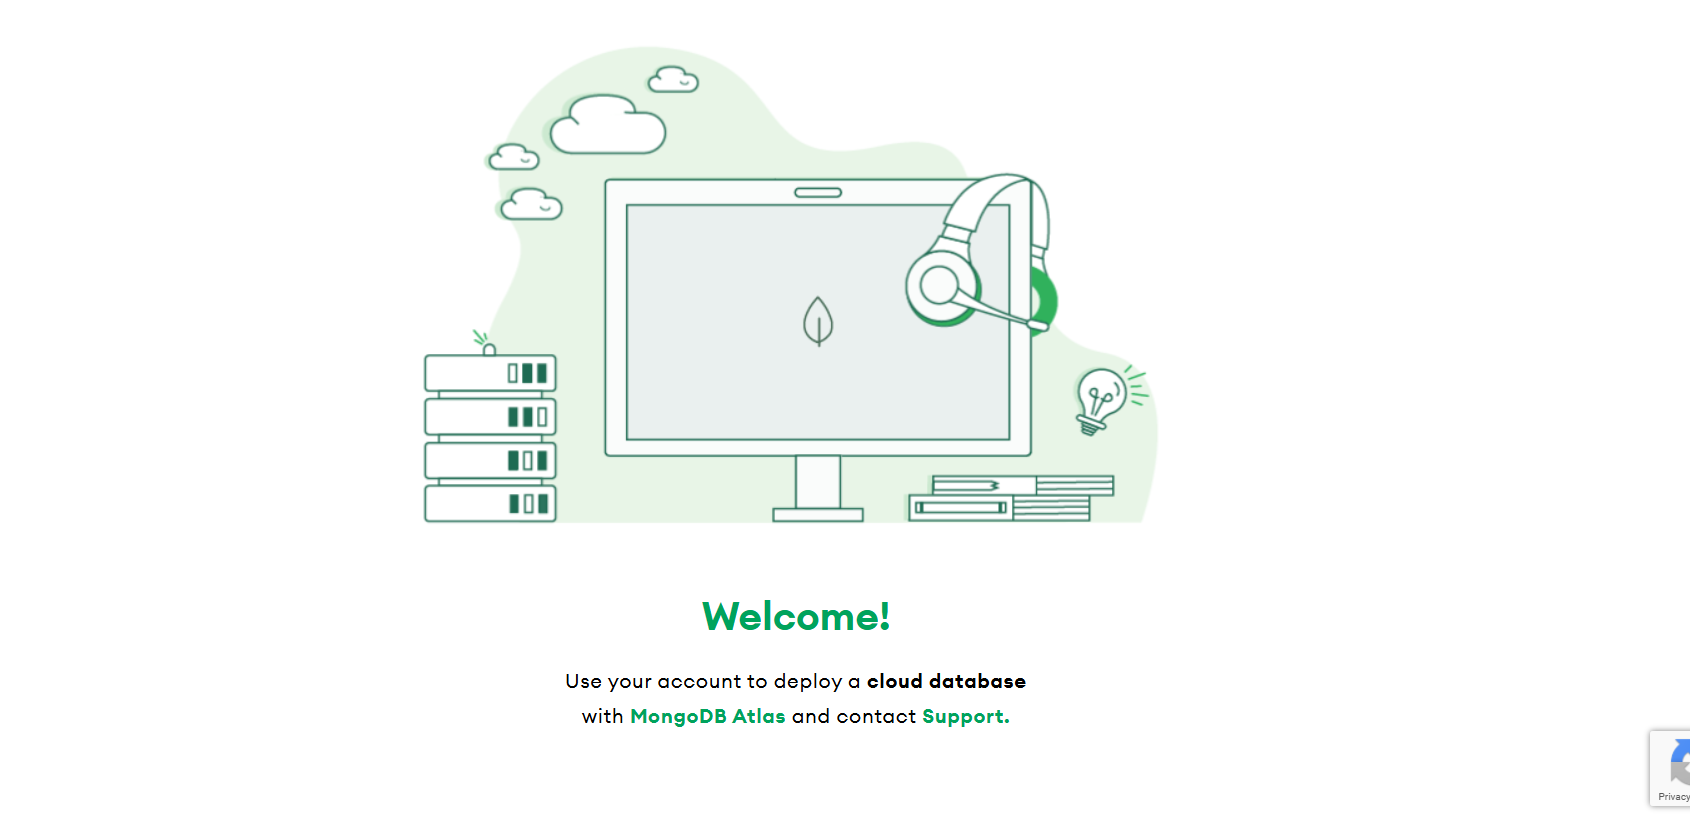 Welcome!
Use your account to deploy a cloud database
with MongoDB Atlas and contact Support.
Privacy